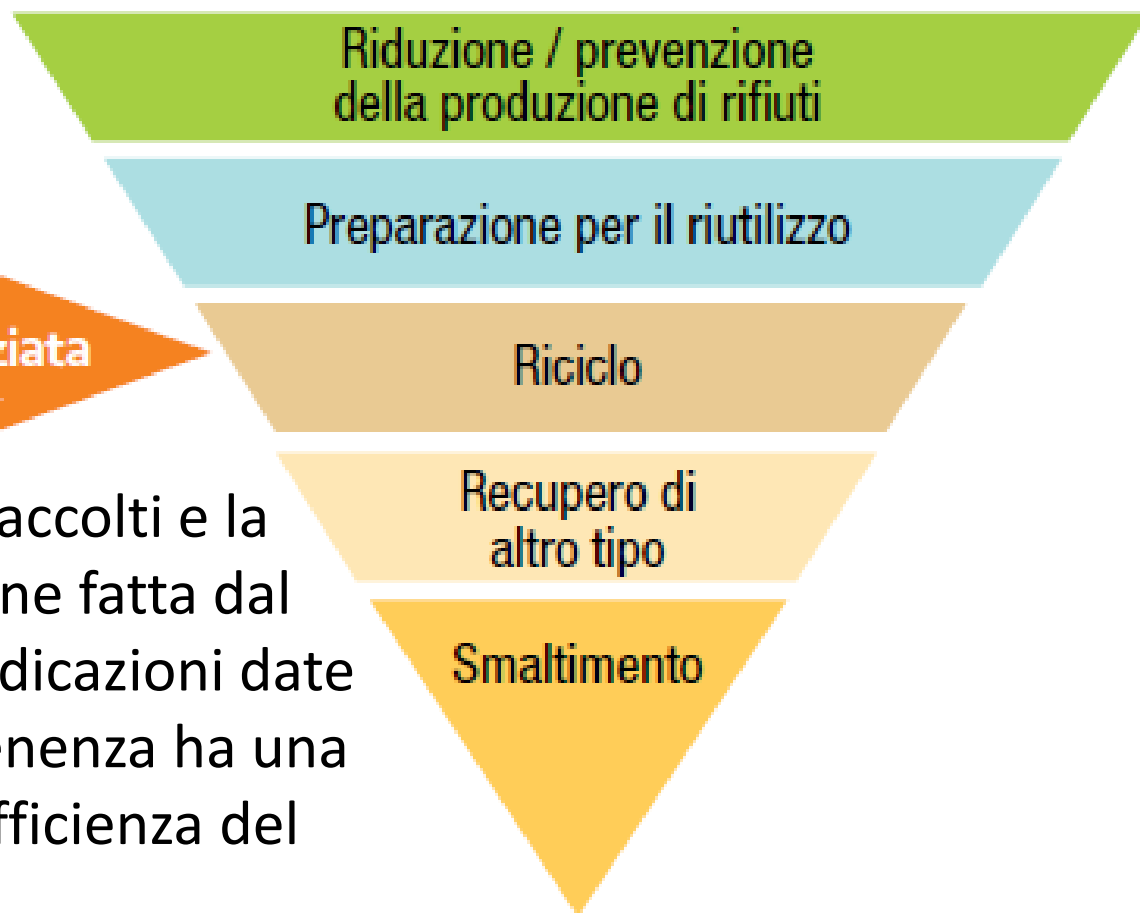 Riduzione / prevenzione
della produzione di rifiuti
Preparazione per il riutilizzo
ziata
Riciclo
Recupero di
altro tipo
Smaltimento
accolti e la
ne fatta dal
dicazioni date
enenza ha una
fficienza del